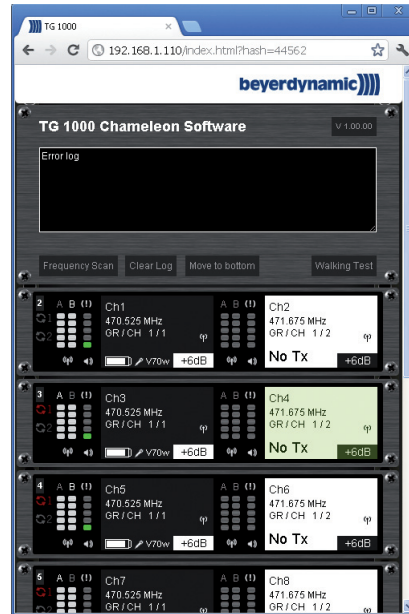 TG 1000
192.168.1.110/index.html?hash=44562
beyerdynamic
TG 1000 Chameleon Software
V 1.00.00
Error log
Frequency Scan
Clear Log
Move to bottom
Walking Test
2
A B (!)
Ch1
470.525 MHz
GR / CH 1 / 1
V70w
+6dB
A B (!)
Ch2
471.675 MHz
GR / CH 1 / 2
No Tx
+6dB
1
2
3
A B (!)
Ch3
470.525 MHz
GR / CH 1 / 1
V70w
+6dB
A B (!)
Ch4
471.675 MHz
GR / CH 1 / 2
No Tx
+6dB
1
2
4
A B (!)
Ch5
470.525 MHz
GR / CH 1 / 1
V70w
+6dB
A B (!)
Ch6
471.675 MHz
GR / CH 1 / 2
No Tx
+6dB
1
2
5
A B (!)
Ch7
470.525 MHz
GR / CH 1 / 1
A B (!)
Ch8
471.675 MHz
GR / CH 1 / 2
1
2